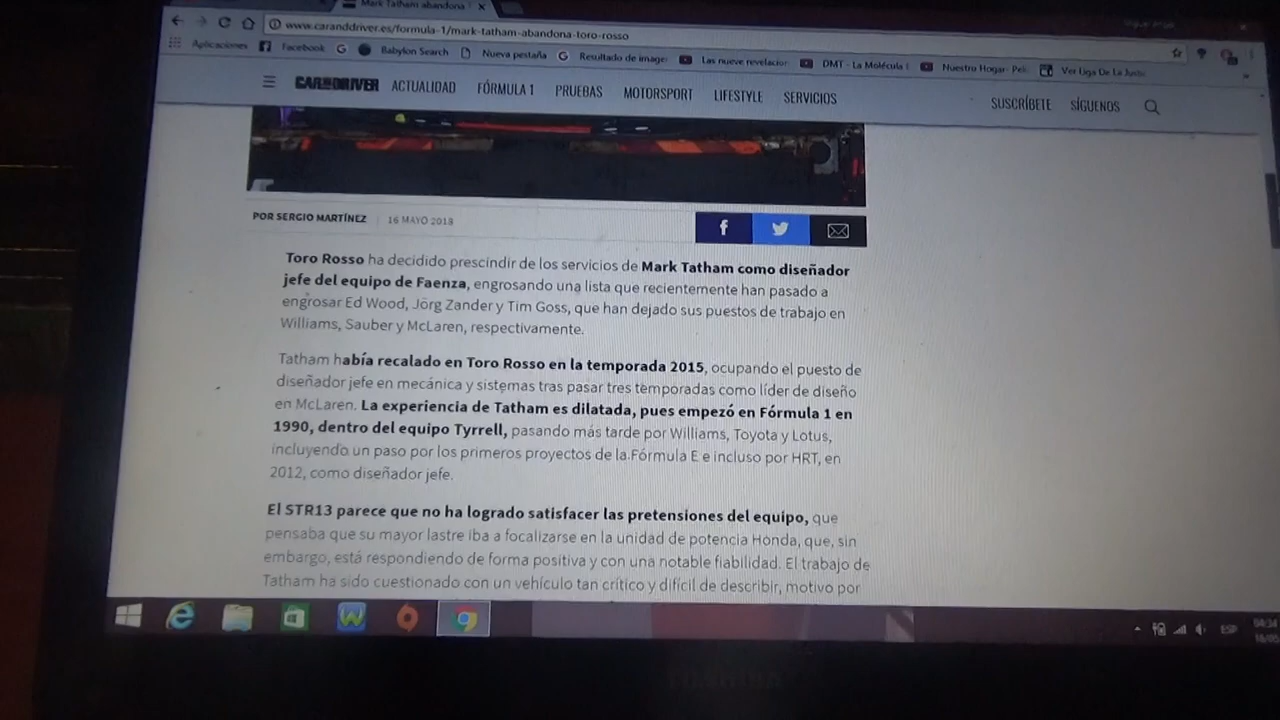 Mark Tatham abandona
www.caranddriver.es/formula-1/mark-tatham-abandona-toro-rosso
Aplicaciones Facebook Babylon Search Nueva pestaña Resultado de image Las nueve revelacior DMT - La Molécula Nuestro Hogar- Ver Liga De La Justic
CAR AND DRIVER ACTUALIDAD FÓRMULA 1 PRUEBAS MOTORSPORT LIFESTYLE SERVICIOS SUSCRÍBETE SÍGUENOS
POR SERGIO MARTÍNEZ 16 MAYO 2018
Toro Rosso ha decidido prescindir de los servicios de Mark Tatham como diseñador
jefe del equipo de Faenza, engrosando una lista que recientemente han pasado a
engrosar Ed Wood, Jörg Zander y Tim Goss, que han dejado sus puestos de trabajo en
Williams, Sauber y McLaren, respectivamente.
Tatham había recalado en Toro Rosso en la temporada 2015, ocupando el puesto de
diseñador jefe en mecánica y sistemas tras pasar tres temporadas como líder de diseño
en McLaren. La experiencia de Tatham es dilatada, pues empezó en Fórmula 1 en
1990, dentro del equipo Tyrrell, pasando más tarde por Williams, Toyota y Lotus,
incluyendo un paso por los primeros proyectos de la Fórmula E e incluso por HRT, en
2012, como diseñador jefe.
El STR13 parece que no ha logrado satisfacer las pretensiones del equipo, que
pensaba que su mayor lastre iba a focalizarse en la unidad de potencia Honda, que, sin
embargo, está respondiendo de forma positiva y con una notable fiabilidad. El trabajo de
Tatham ha sido cuestionado con un vehículo tan crítico y difícil de describir, motivo por
ESP 04:34